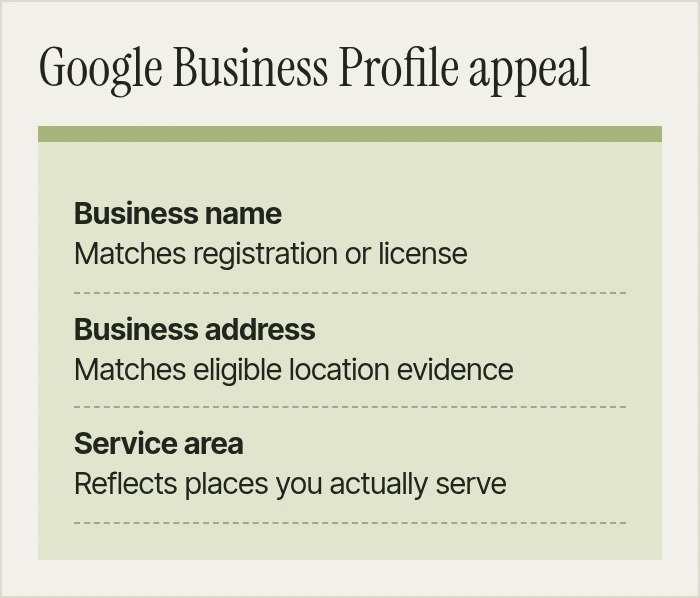 Google Business Profile appeal
Business name
Matches registration or license
Business address
Matches eligible location evidence
Service area
Reflects places you actually serve